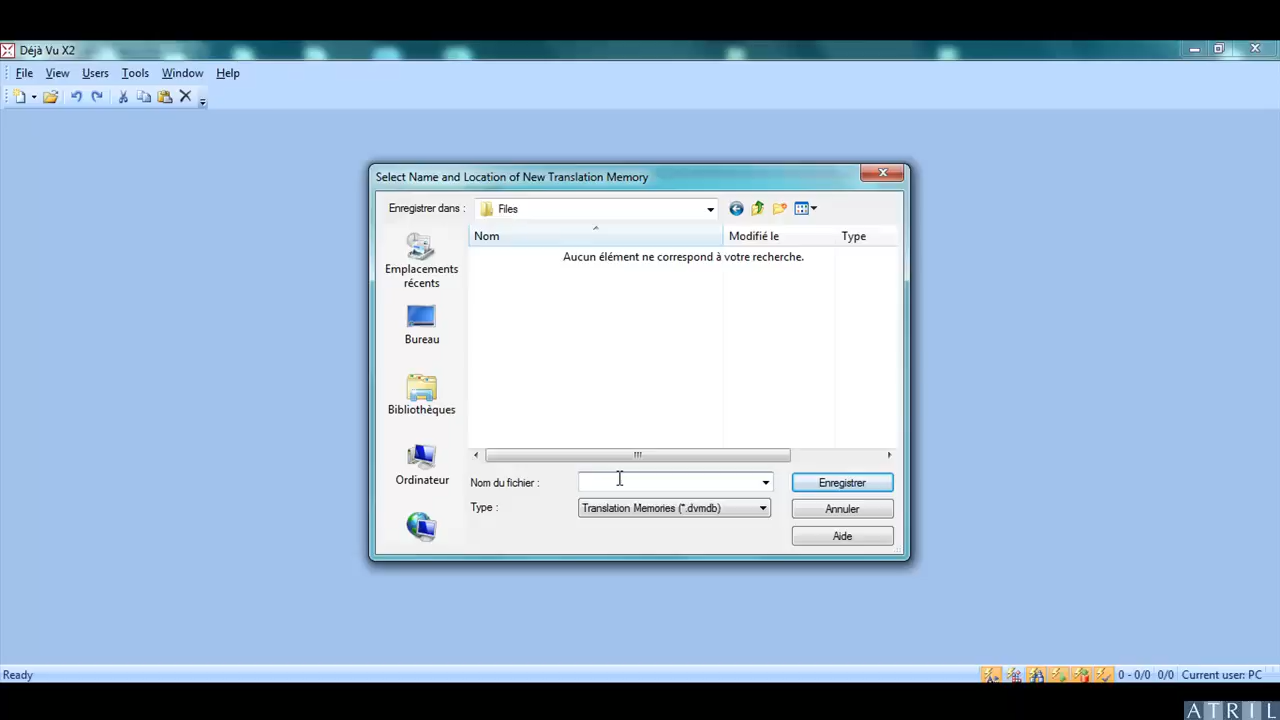 Déjà Vu X2
File View Users Tools Window Help
Select Name and Location of New Translation Memory
Enregistrer dans : Files
Nom Modifié le Type
Aucun élément ne correspond à votre recherche.
Emplacements
récents
Bureau
Bibliothèques
Ordinateur
Nom du fichier : Enregistrer
Type : Translation Memories (*.dvmdb) Annuler
Aide
Ready 0 - 0/0 0/0 Current user: PC
ATRIL